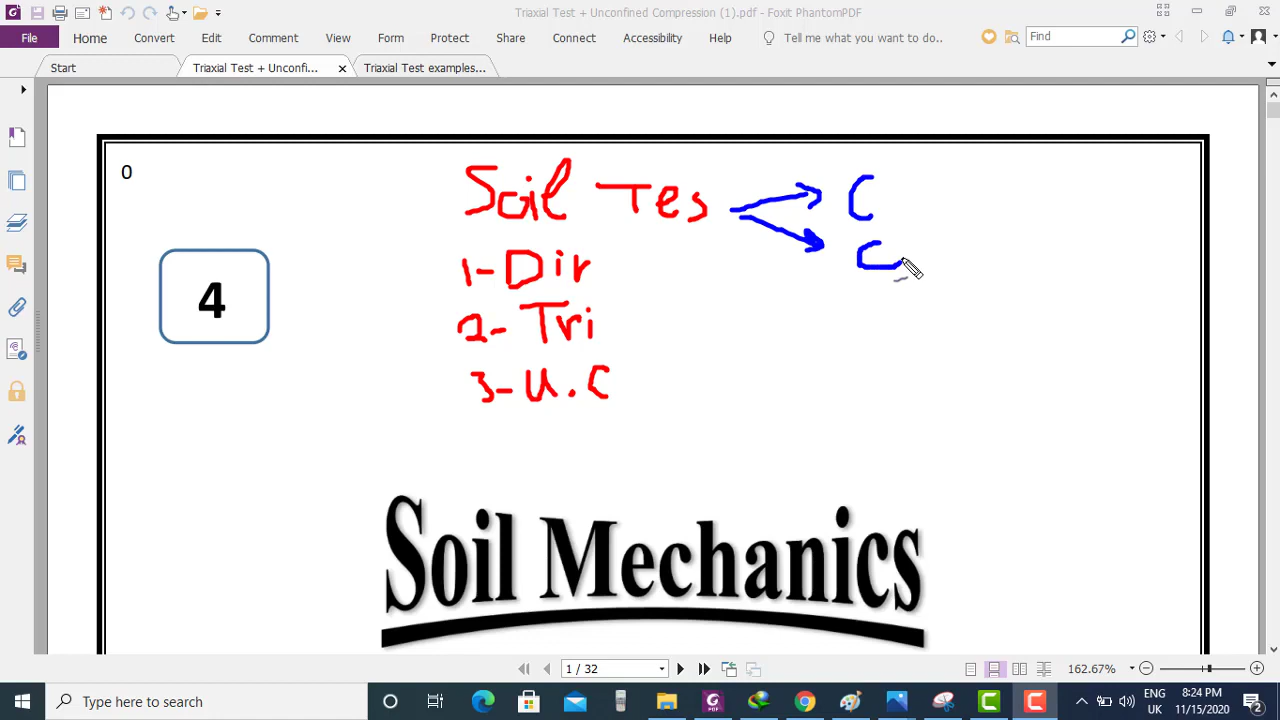 Triaxial Test + Unconfined Compression (1).pdf - Foxit PhantomPDF
File Home Convert Edit Comment View Form Protect Share Connect Accessibility Help Tell me what you want to do.. Find
Start Triaxial Test + Unconfi... Triaxial Test examples...
0
Soil Tes C
C
4
1- Dir
2- Tri
3- U.C
Soil Mechanics
1 / 32 162.67%
Type here to search
ENG 8:24 PM
UK 11/15/2020 2